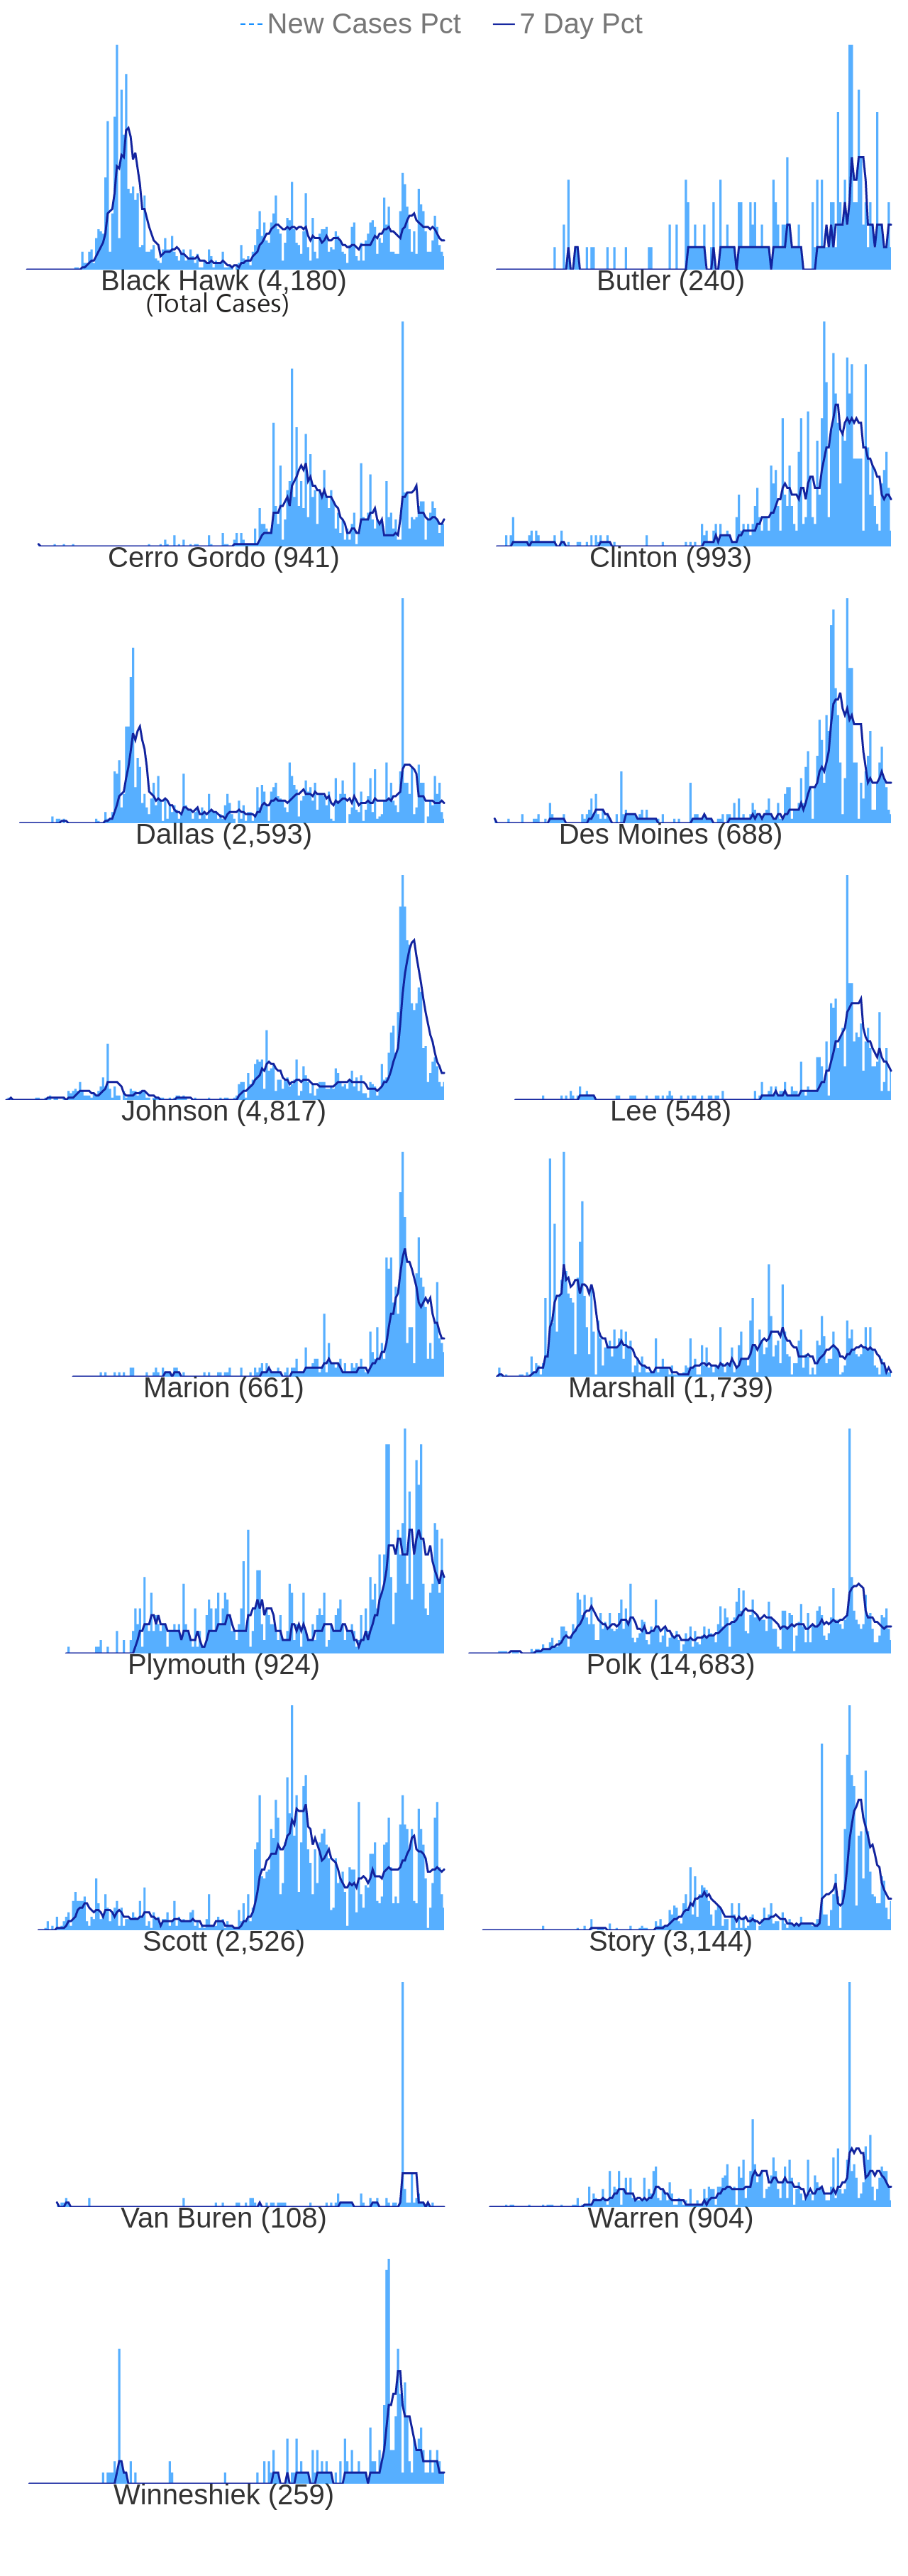 New Cases Pct 7 Day Pct
Black Hawk (4,180) Butler (240)
(Total Cases)
Cerro Gordo (941) Clinton (993)
Dallas (2,593) Des Moines (688)
Johnson (4,817) Lee (548)
Marion (661) Marshall (1,739)
Plymouth (924) Polk (14,683)
Scott (2,526) Story (3,144)
Van Buren (108) Warren (904)
Winneshiek (259)